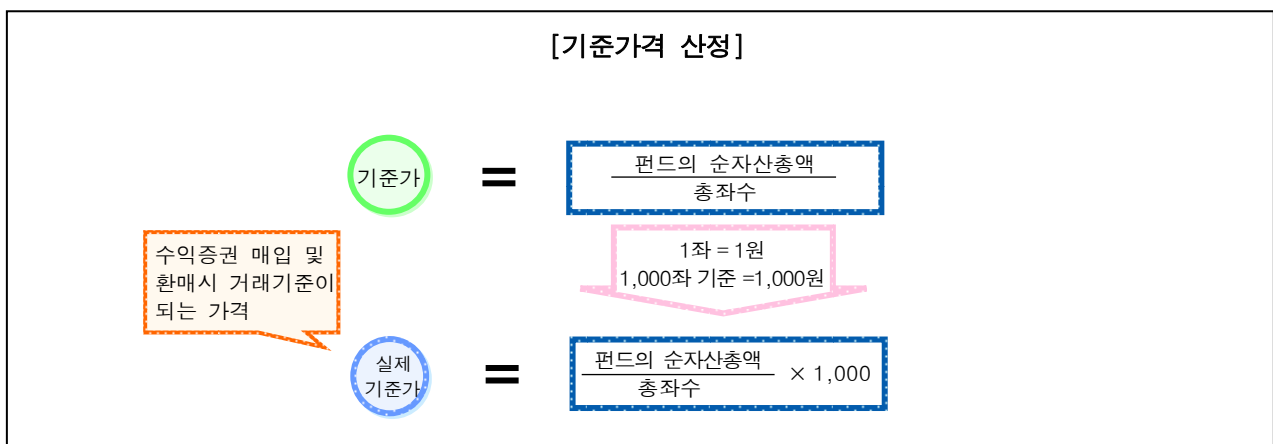 [기준가격 산정]
기준가
=
펀드의 순자산총액
총좌수
1좌 = 1원
1,000좌 기준 =1,000원
수익증권 매입 및
환매시 거래기준이
되는 가격
실제
기준가
=
펀드의 순자산총액
총좌수
× 1,000